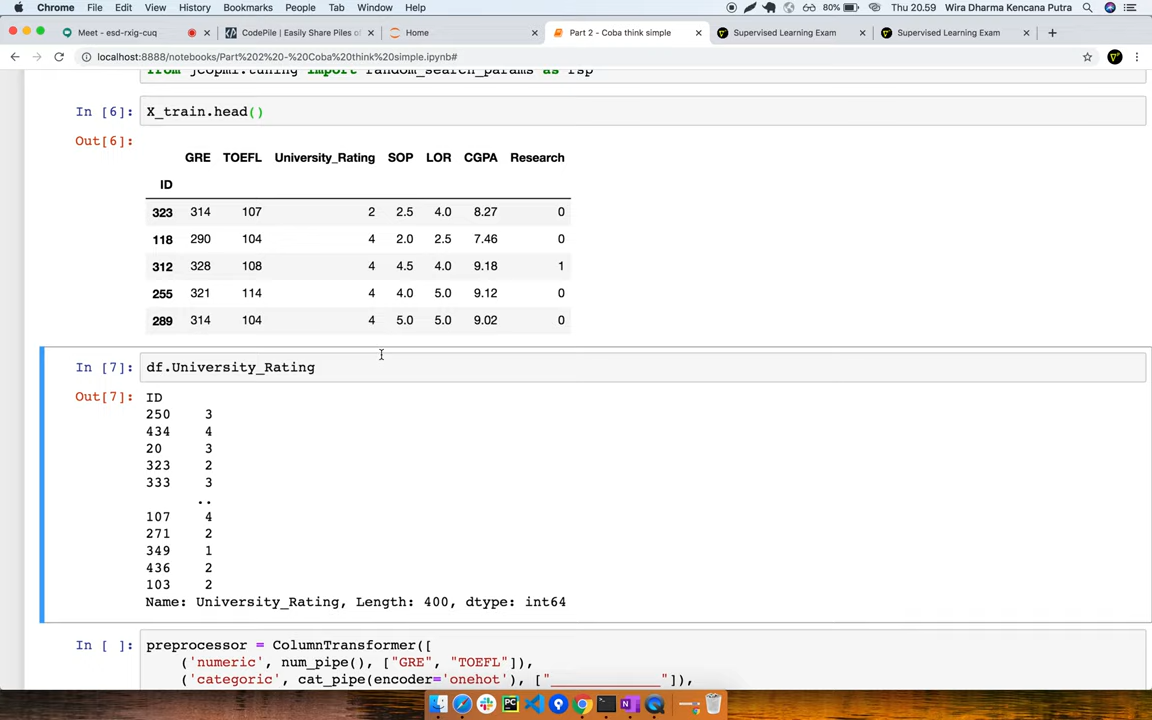 Chrome File Edit View History Bookmarks People Tab Window Help 80% Thu 20.59 Wira Dharma Kencana Putra
Meet - esd-rxig-cuq CodePile | Easily Share Piles of Home Part 2 - Coba think simple Supervised Learning Exam Supervised Learning Exam
localhost:8888/notebooks/Part%202%20-%20Coba%20think%20simple.ipynb#
from jcopml.tuning import random_search_params as rsp
In [6]: X_train.head()
Out[6]:
GRE TOEFL University_Rating SOP LOR CGPA Research
ID
323 314 107 2 2.5 4.0 8.27 0
118 290 104 4 2.0 2.5 7.46 0
312 328 108 4 4.5 4.0 9.18 1
255 321 114 4 4.0 5.0 9.12 0
289 314 104 4 5.0 5.0 9.02 0
In [7]: df.University_Rating
Out[7]: ID
250 3
434 4
20 3
323 2
333 3
..
107 4
271 2
349 1
436 2
103 2
Name: University_Rating, Length: 400, dtype: int64
In [ ]: preprocessor = ColumnTransformer([
('numeric', num_pipe(), ["GRE", "TOEFL"]),
('categoric', cat_pipe(encoder='onehot'), ["_____________"]),